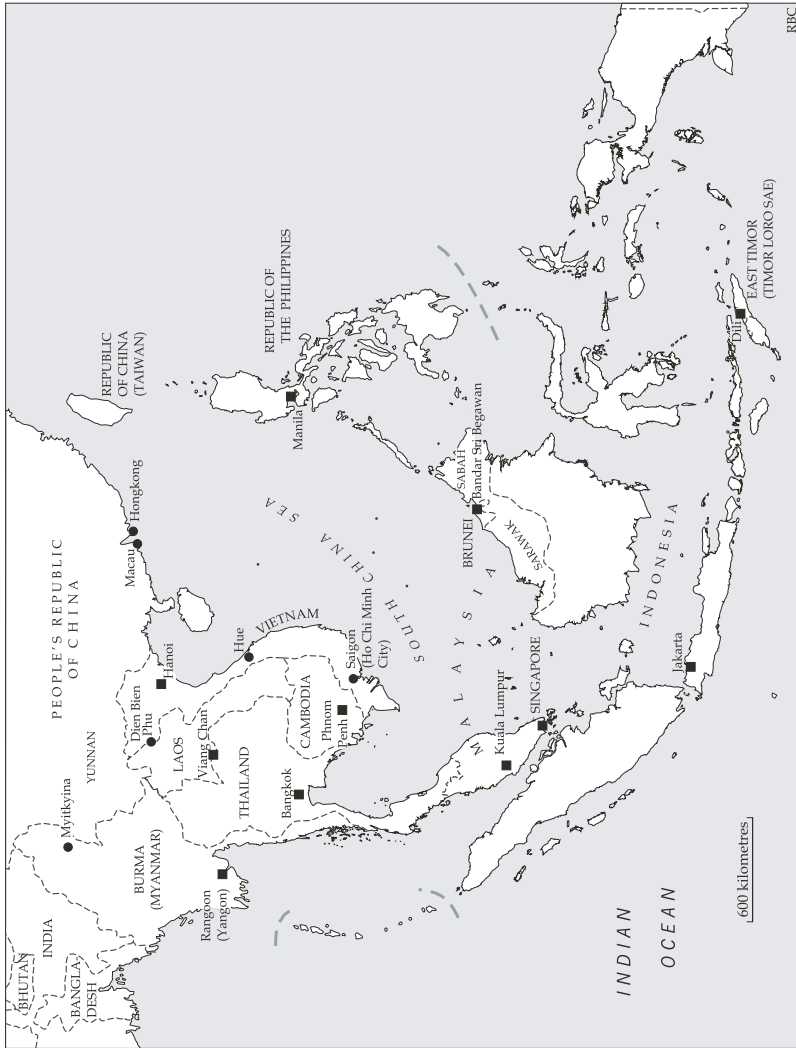 BHUTAN
INDIA
BANGLA
DESH
PEOPLE'S REPUBLIC
OF CHINA
YUNNAN
Myitkyina
BURMA
(MYANMAR)
Rangoon
(Yangon)
Dien Bien
Phu
Hanoi
LAOS
Viang Chan
THAILAND
Bangkok
CAMBODIA
Phnom
Penh
VIETNAM
Hue
Saigon
(Ho Chi Minh
City)
Macau
Hongkong
REPUBLIC
OF CHINA
(TAIWAN)
REPUBLIC OF
THE PHILIPPINES
Manila
SOUTH CHINA SEA
MALAYSIA
Kuala Lumpur
SINGAPORE
BRUNEI
SABAH
Bandar Sri Begawan
SARAWAK
INDONESIA
Jakarta
Dili
EAST TIMOR
(TIMOR LORO SAE)
INDIAN
OCEAN
600 kilometres
RBC